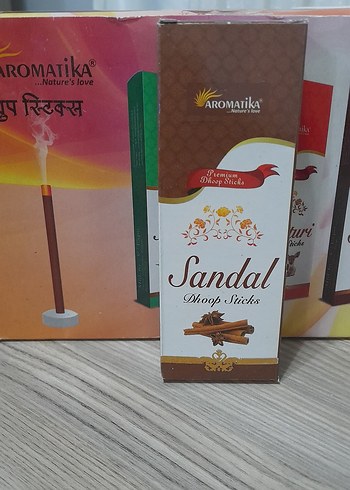 AROMATIKA®
...Nature's love
स्टिक्स
AROMATIKA®
...Nature's love
Premium
Dhoop Sticks
Sandal
Dhoop Sticks